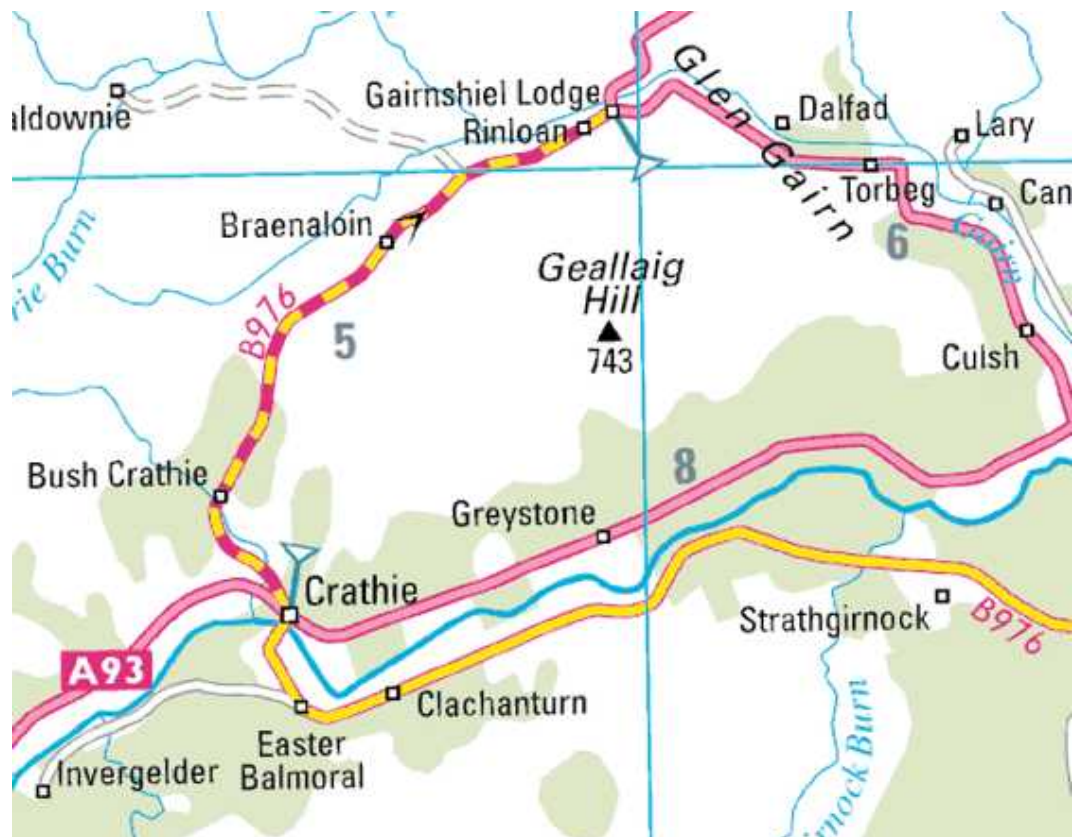 Gairnshiel Lodge
Rinloan
Glen Gairn
Dalfad
Lary
aldownie
Torbeg
Can
Braenaloin
6
Gairn
Geallaig
Hill
743
rie Burn
B976
5
Culsh
Bush Crathie
8
Greystone
Crathie
Strathgirnock
B976
A93
Clachanturn
Easter
Balmoral
Invergelder
irnock Burn